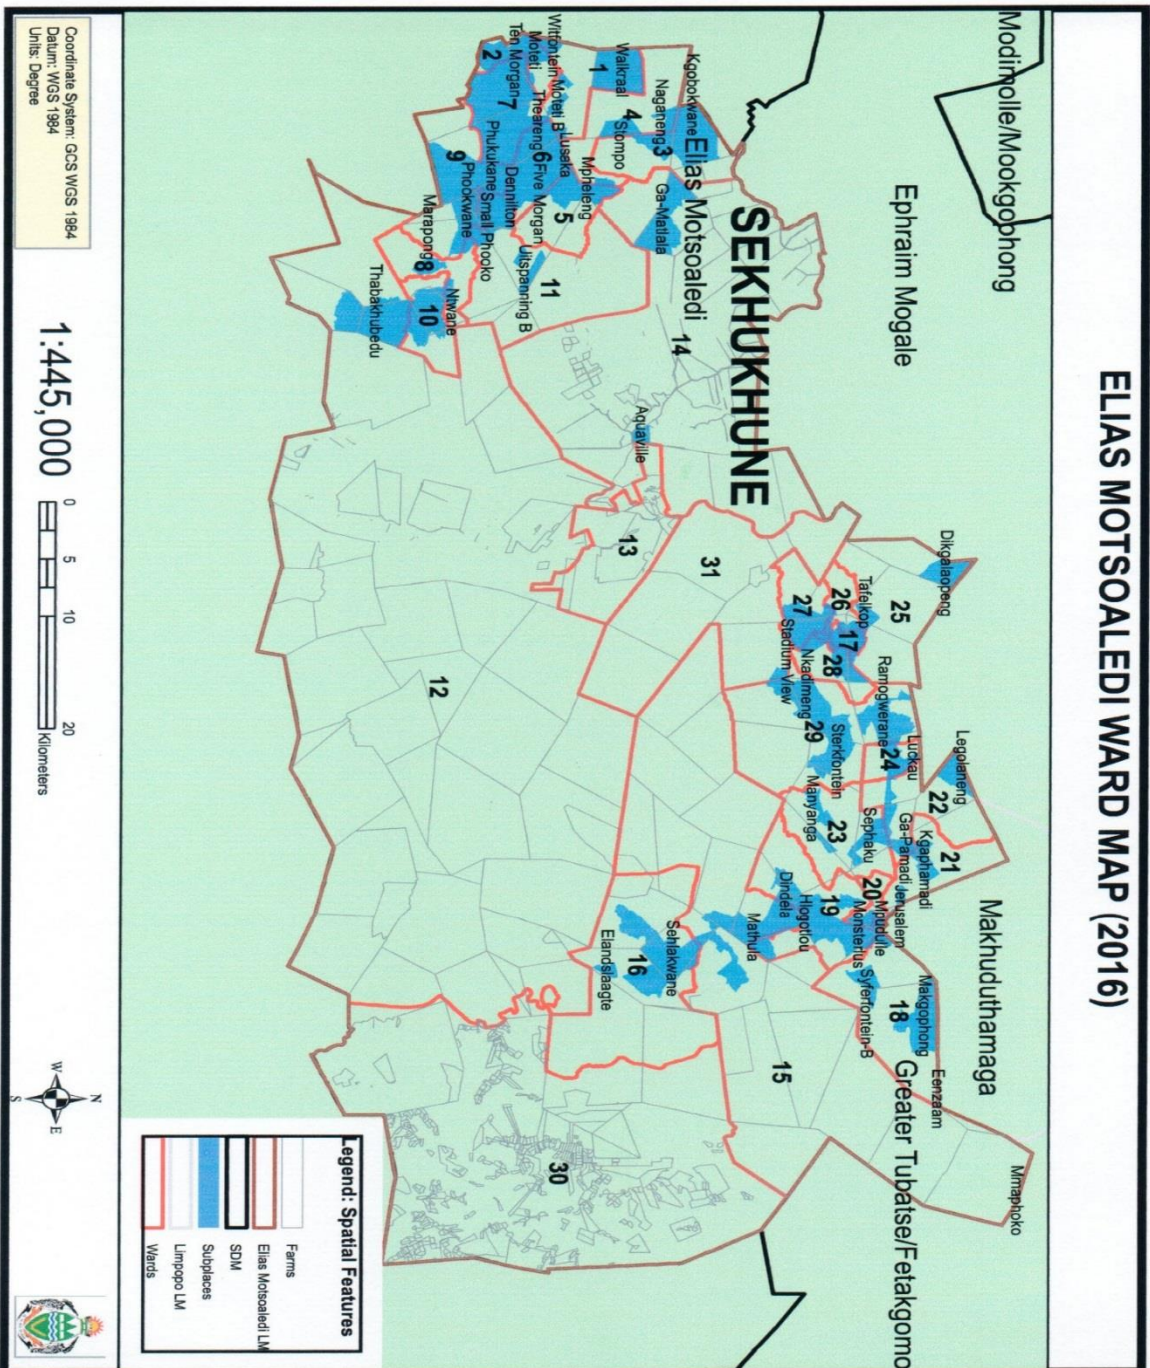 ELIAS MOTSOALEDI WARD MAP (2016)
Modimolle/Mookgophong
Ephraim Mogale
Makhuduthamaga
Greater Tubatse/Fetakgomo
SEKHUKHUNE
Elias Motsoaledi
Kgobokwane
Naganeng
3
4
Stompo
Walkraal
1
Ga-Matlala
Mpheleng
5
Lusaka
Witfontein
Moteti B
Moteti
Ten Morgan
2
7
Theareng
6
Five Morgan
Dennilton
Phukukane
Small Phooko
Phookwane
9
Marapong
8
Uitspanning B
11
Ntwane
10
Thabakhubedu
14
Aquaville
13
31
12
Dikgalaopeng
25
Tafelkop
26
17
27
28
Stadium View
Nkadimeng
29
Sterkfrontein
Ramogwerane
Luckau
24
Legolaneng
22
21
Kgaphamadi
Ga-Pamadi
Sephaku
23
Manyanga
Jerusalem
20
Mpudulle
Monsterlus
19
Hlogotlou
Dindela
Mathula
Sehlakwane
16
Elandslaagte
Syferfontein-B
18
Makgophong
Eenzaam
Mmaphoko
15
30
Legend: Spatial Features
Farms
Elias Motsoaledi LM
SDM
Subplaces
Limpopo LM
Wards
Coordinate System: GCS WGS 1984
Datum: WGS 1984
Units: Degree
1:445,000
0 5 10 20
Kilometers
N
W E
S